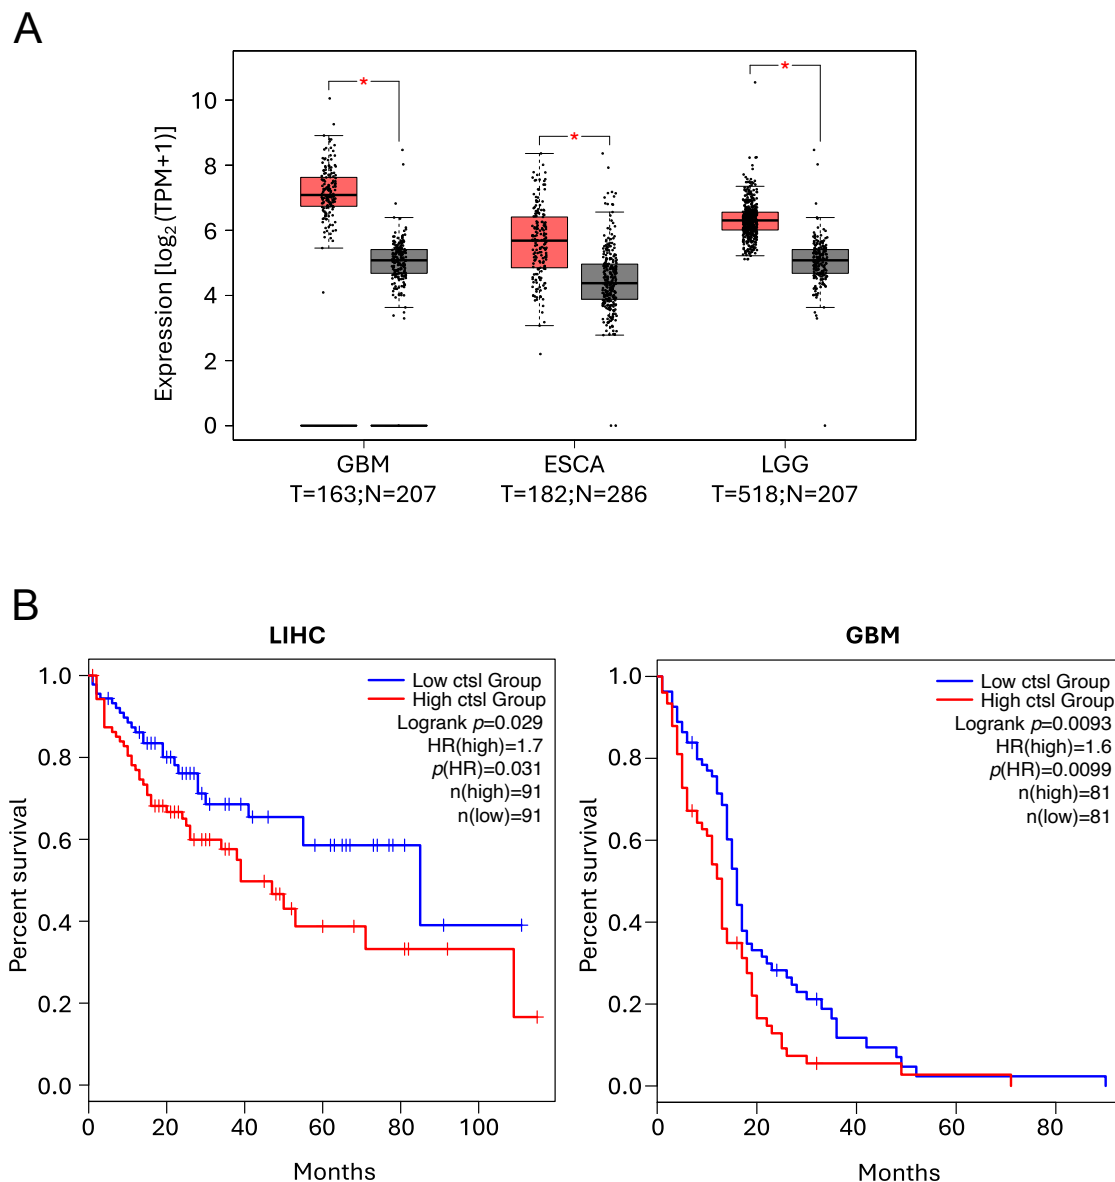 A
Expression [log2(TPM+1)]
10
8
6
4
2
0
*
*
*
GBM
ESCA
LGG
T=163;N=207
T=182;N=286
T=518;N=207
B
LIHC
Percent survival
1.0
0.8
0.6
0.4
0.2
0.0
Low ctsl Group
High ctsl Group
Logrank p=0.029
HR(high)=1.7
p(HR)=0.031
n(high)=91
n(low)=91
0 20 40 60 80 100
Months
GBM
Percent survival
1.0
0.8
0.6
0.4
0.2
0.0
Low ctsl Group
High ctsl Group
Logrank p=0.0093
HR(high)=1.6
p(HR)=0.0099
n(high)=81
n(low)=81
0 20 40 60 80
Months